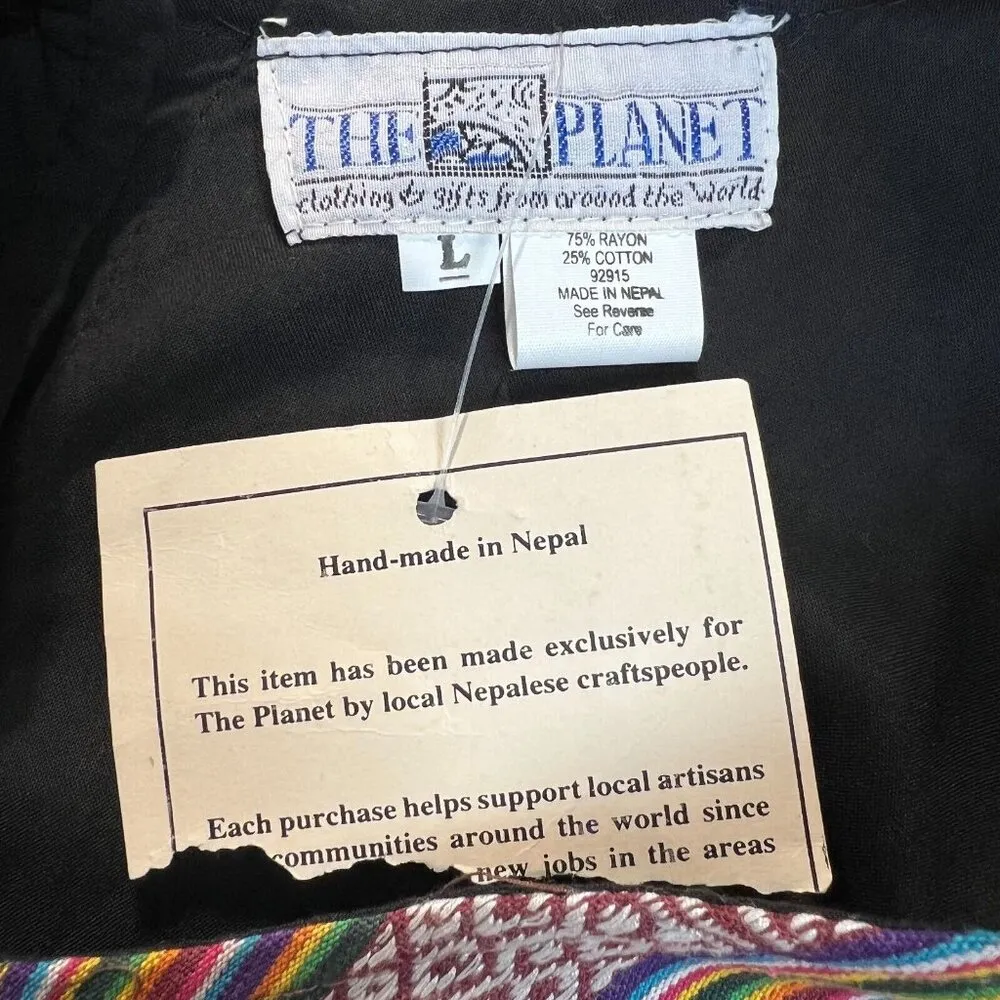 THE PLANET
clothing & gifts from around the World
L
75% RAYON
25% COTTON
92915
MADE IN NEPAL
See Reverse
For Care
Hand-made in Nepal
This item has been made exclusively for
The Planet by local Nepalese craftspeople.
Each purchase helps support local artisans
communities around the world since
new jobs in the areas